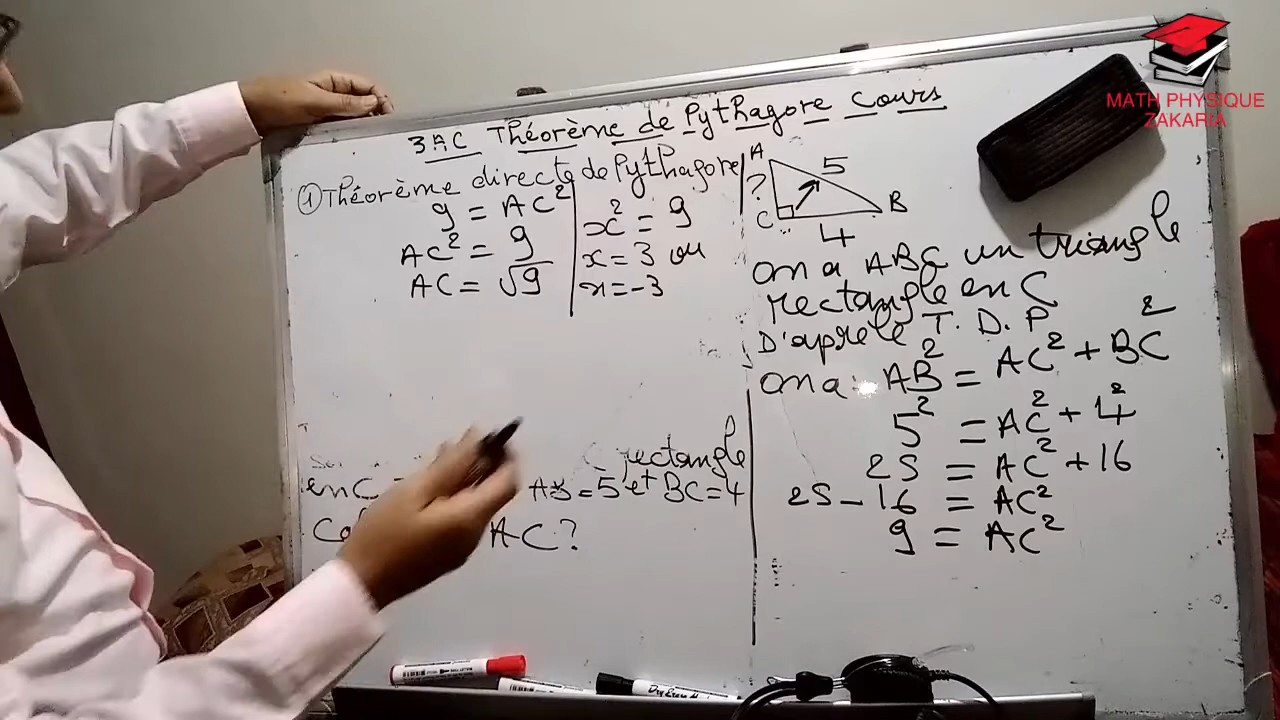 3AC Théorème de Pythagore Cours
① Théorème directe de Pythagore
9 = AC²
AC² = 9
AC = √9
x² = 9
x = 3 ou
x = -3
rectangle
en C AB = 5 et BC = 4
AC?
A
5
?
C
B
4
on a ABC un triangle
rectangle en C
D'après le T.D.P
on a : AB² = AC² + BC²
5² = AC² + 4²
25 = AC² + 16
25 - 16 = AC²
9 = AC²
MATH PHYSIQUE
ZAKARIA